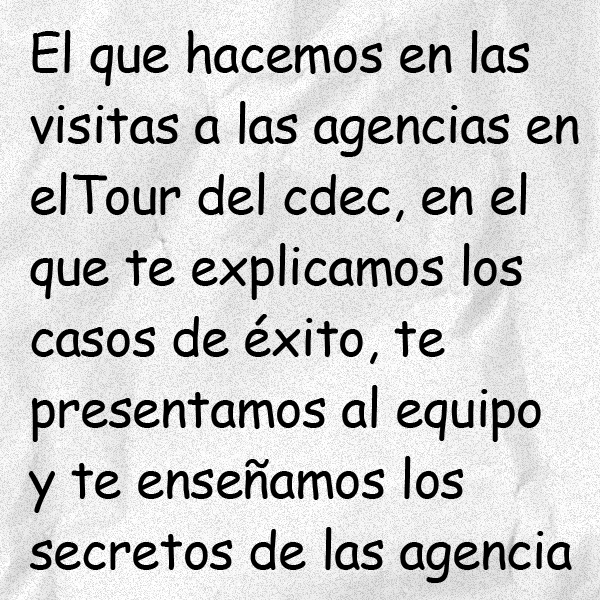 El que hacemos en las
visitas a las agencias en
elTour del cdec, en el
que te explicamos los
casos de éxito, te
presentamos al equipo
y te enseñamos los
secretos de las agencia